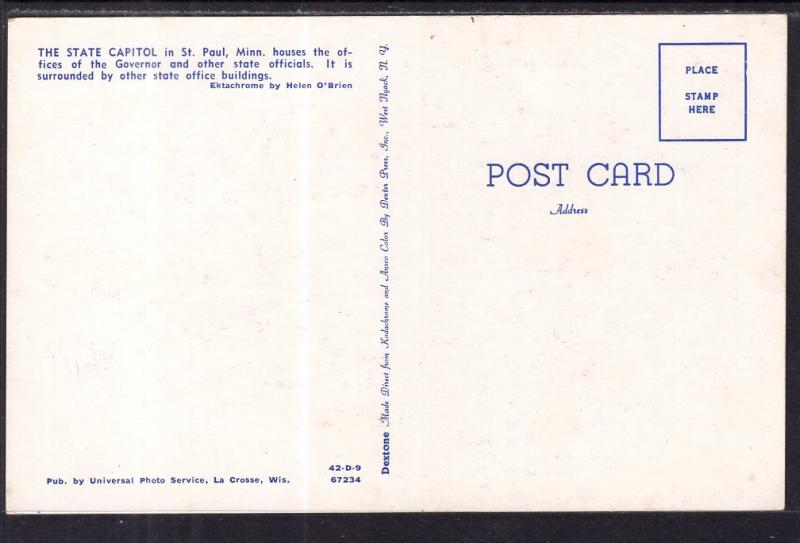 THE STATE CAPITOL in St. Paul, Minn. houses the of-
fices of the Governor and other state officials. It is
surrounded by other state office buildings.
Ektachrome by Helen O'Brien
Dextone Made Direct from Kodachrome and Ansco Color By Dexter Press, Inc., West Nyack, N. Y.
PLACE
STAMP
HERE
POST CARD
Address
42-D-9
Pub. by Universal Photo Service, La Crosse, Wis. 67234